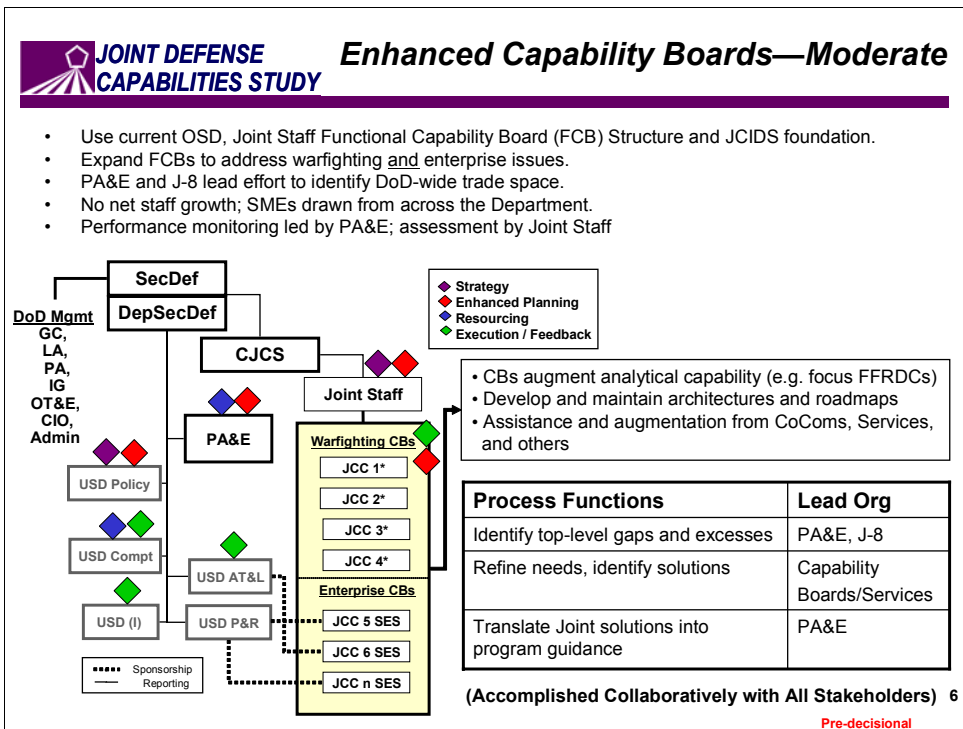 JOINT DEFENSE
CAPABILITIES STUDY
Enhanced Capability Boards—Moderate
• Use current OSD, Joint Staff Functional Capability Board (FCB) Structure and JCIDS foundation.
• Expand FCBs to address warfighting and enterprise issues.
• PA&E and J-8 lead effort to identify DoD-wide trade space.
• No net staff growth; SMEs drawn from across the Department.
• Performance monitoring led by PA&E; assessment by Joint Staff
SecDef
DepSecDef
DoD Mgmt
GC,
LA,
PA,
IG
OT&E,
CIO,
Admin
CJCS
Strategy
Enhanced Planning
Resourcing
Execution / Feedback
Joint Staff
PA&E
USD Policy
USD Compt
USD AT&L
USD (I)
USD P&R
Warfighting CBs
JCC 1*
JCC 2*
JCC 3*
JCC 4*
Enterprise CBs
JCC 5 SES
JCC 6 SES
JCC n SES
Sponsorship
Reporting
• CBs augment analytical capability (e.g. focus FFRDCs)
• Develop and maintain architectures and roadmaps
• Assistance and augmentation from CoComs, Services,
and others
Process Functions Lead Org
Identify top-level gaps and excesses PA&E, J-8
Refine needs, identify solutions Capability
Boards/Services
Translate Joint solutions into PA&E
program guidance
(Accomplished Collaboratively with All Stakeholders) 6
Pre-decisional